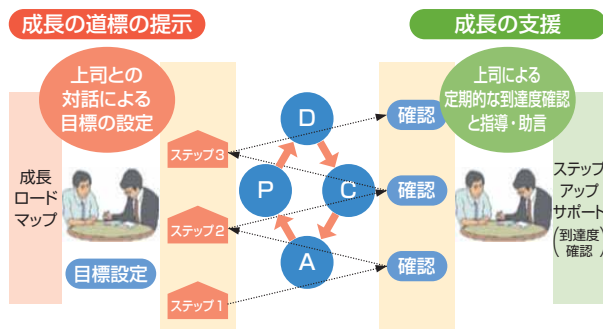 成長の道標の提示
成長の支援
上司との
対話による
目標の設定
上司による
定期的な到達度確認
と指導・助言
成長
ロード
マップ
目標設定
ステップ3
ステップ2
ステップ1
D
P
C
A
確認
確認
確認
ステップ
アップ
サポート
(到達度
確認)